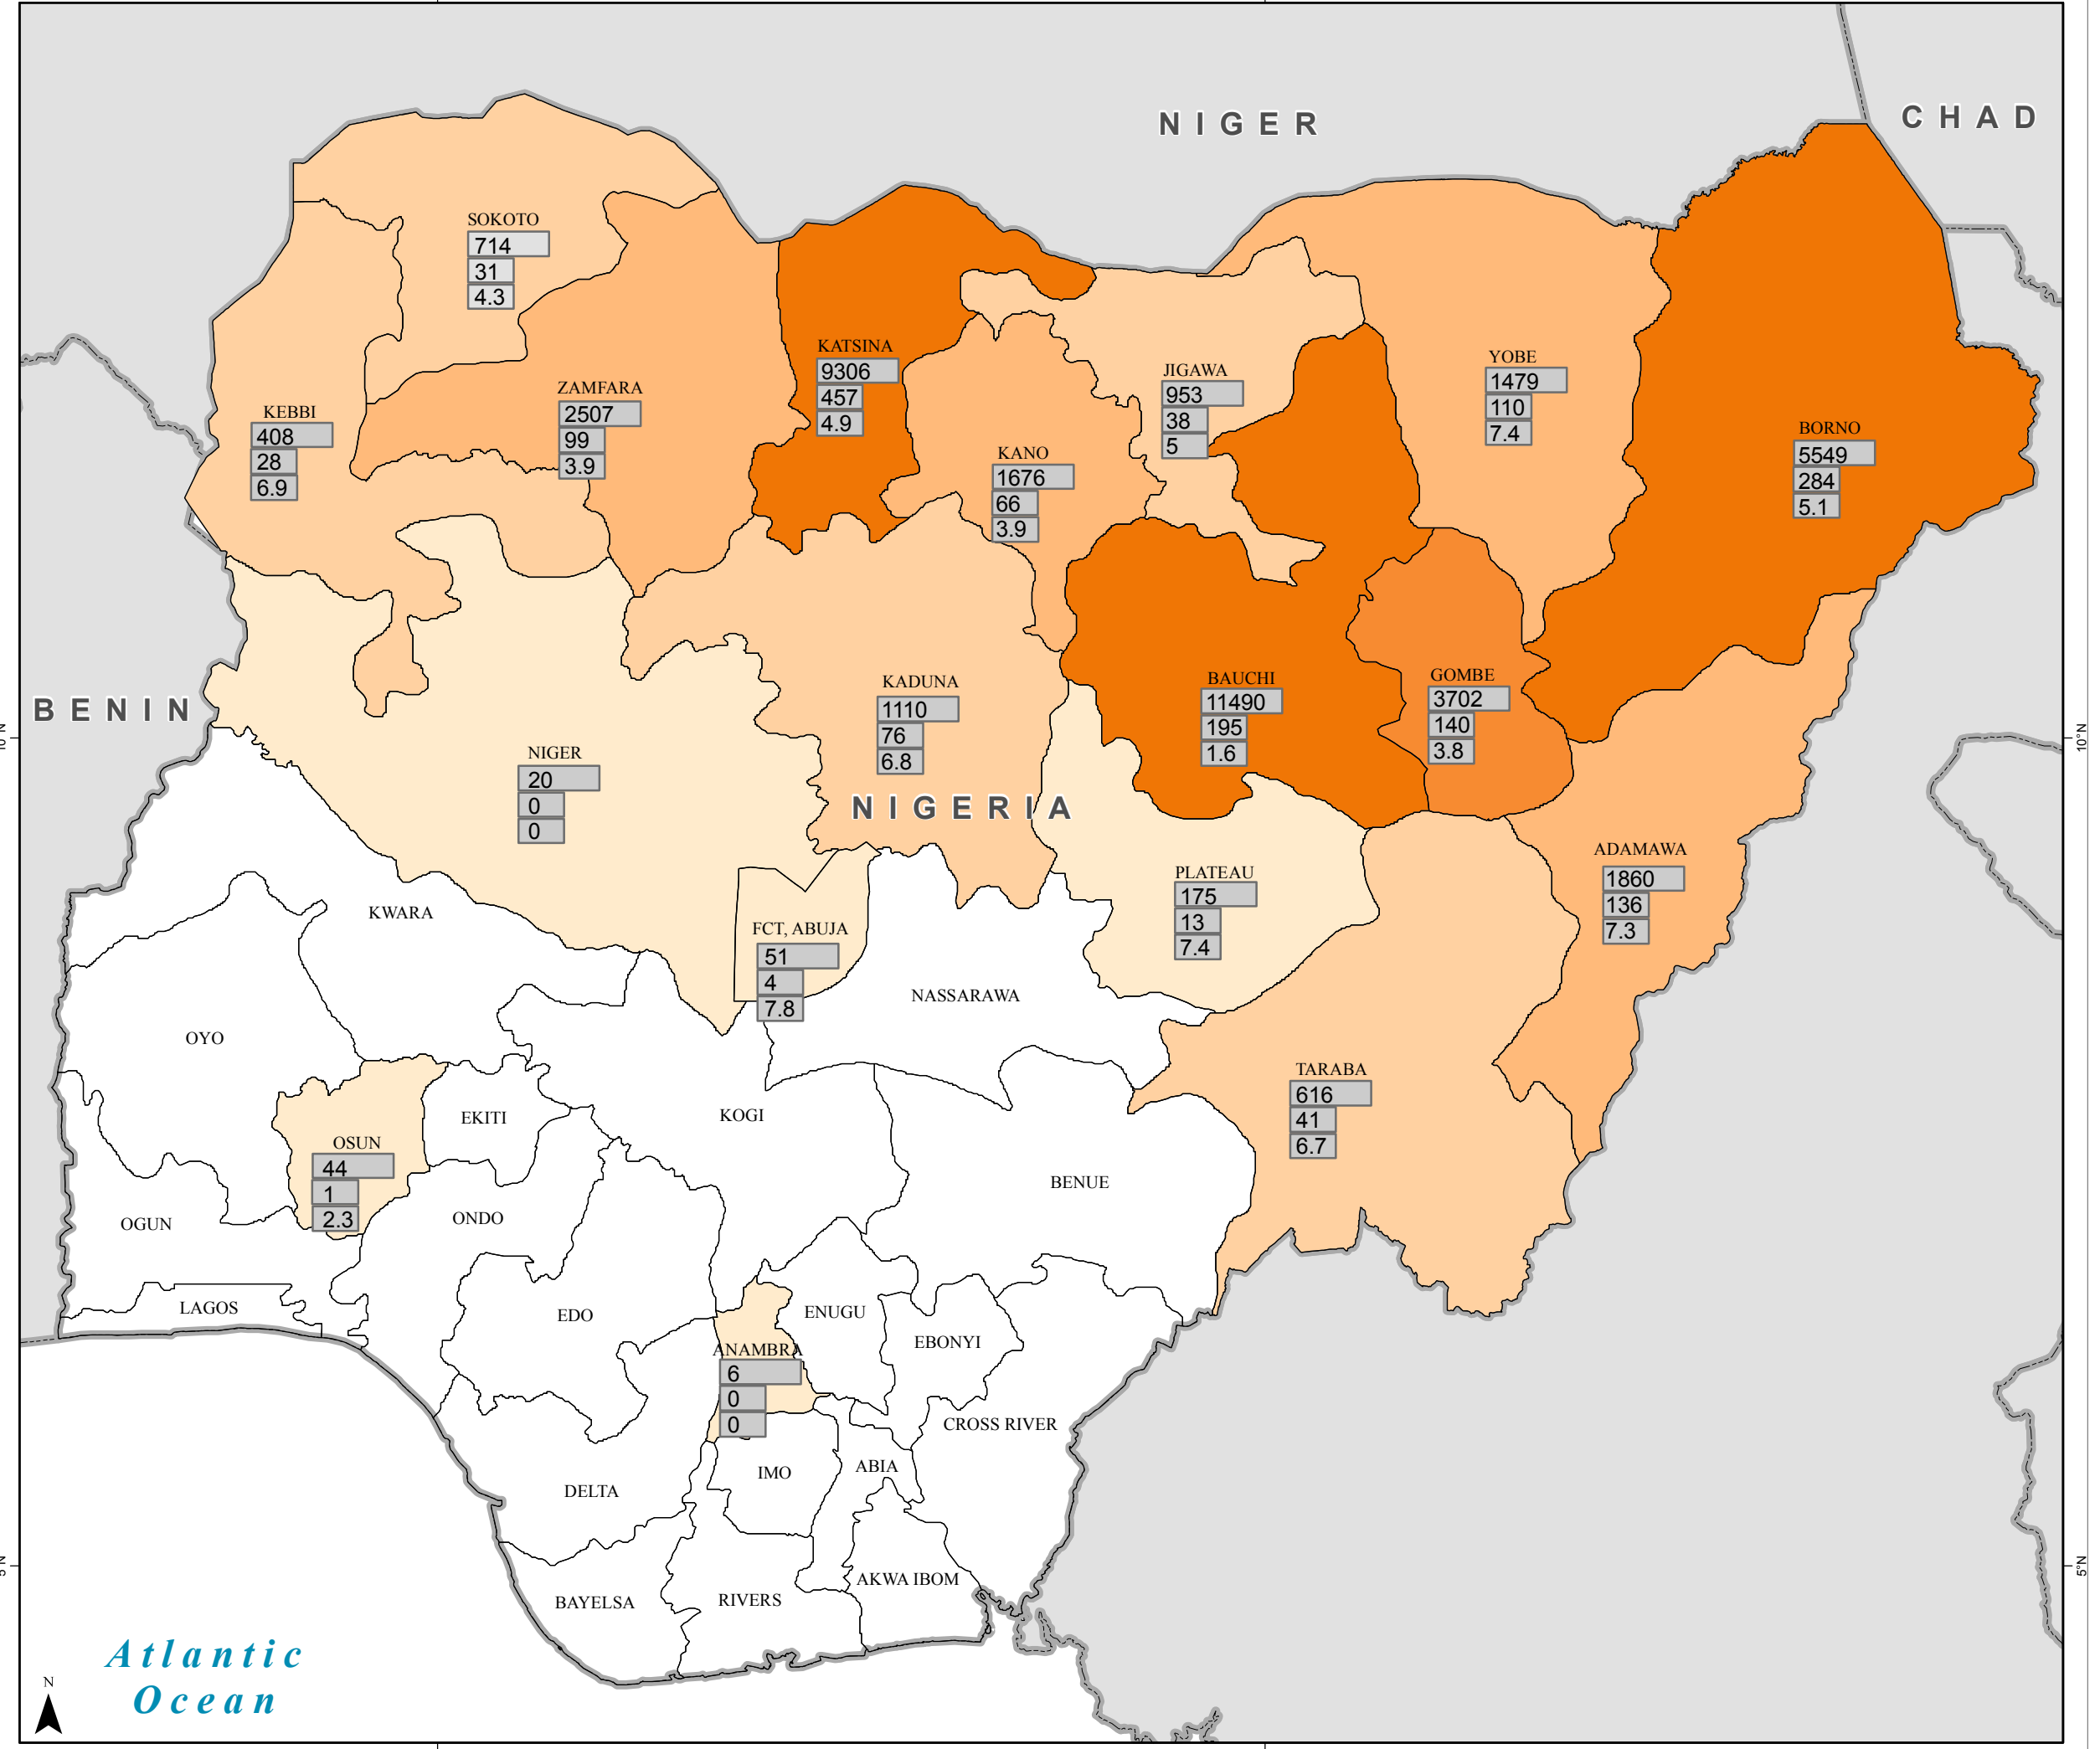 NIGER
CHAD
SOKOTO
714
31
4.3
KATSINA
9306
457
4.9
ZAMFARA
2507
99
3.9
KEBBI
408
28
6.9
JIGAWA
953
38
5
YOBE
1479
110
7.4
BORNO
5549
284
5.1
KANO
1676
66
3.9
BENIN
KADUNA
1110
76
6.8
BAUCHI
11490
195
1.6
GOMBE
3702
140
3.8
10°N
NIGER
20
0
0
NIGERIA
ADAMAWA
1860
136
7.3
PLATEAU
175
13
7.4
KWARA
FCT, ABUJA
51
4
7.8
NASSARAWA
OYO
TARABA
616
41
6.7
EKITI
KOGI
OSUN
44
1
2.3
BENUE
OGUN
ONDO
LAGOS
EDO
ENUGU
EBONYI
ANAMBRA
6
0
0
CROSS RIVER
IMO
ABIA
DELTA
5°N
AKWA IBOM
BAYELSA
RIVERS
Atlantic
Ocean
N